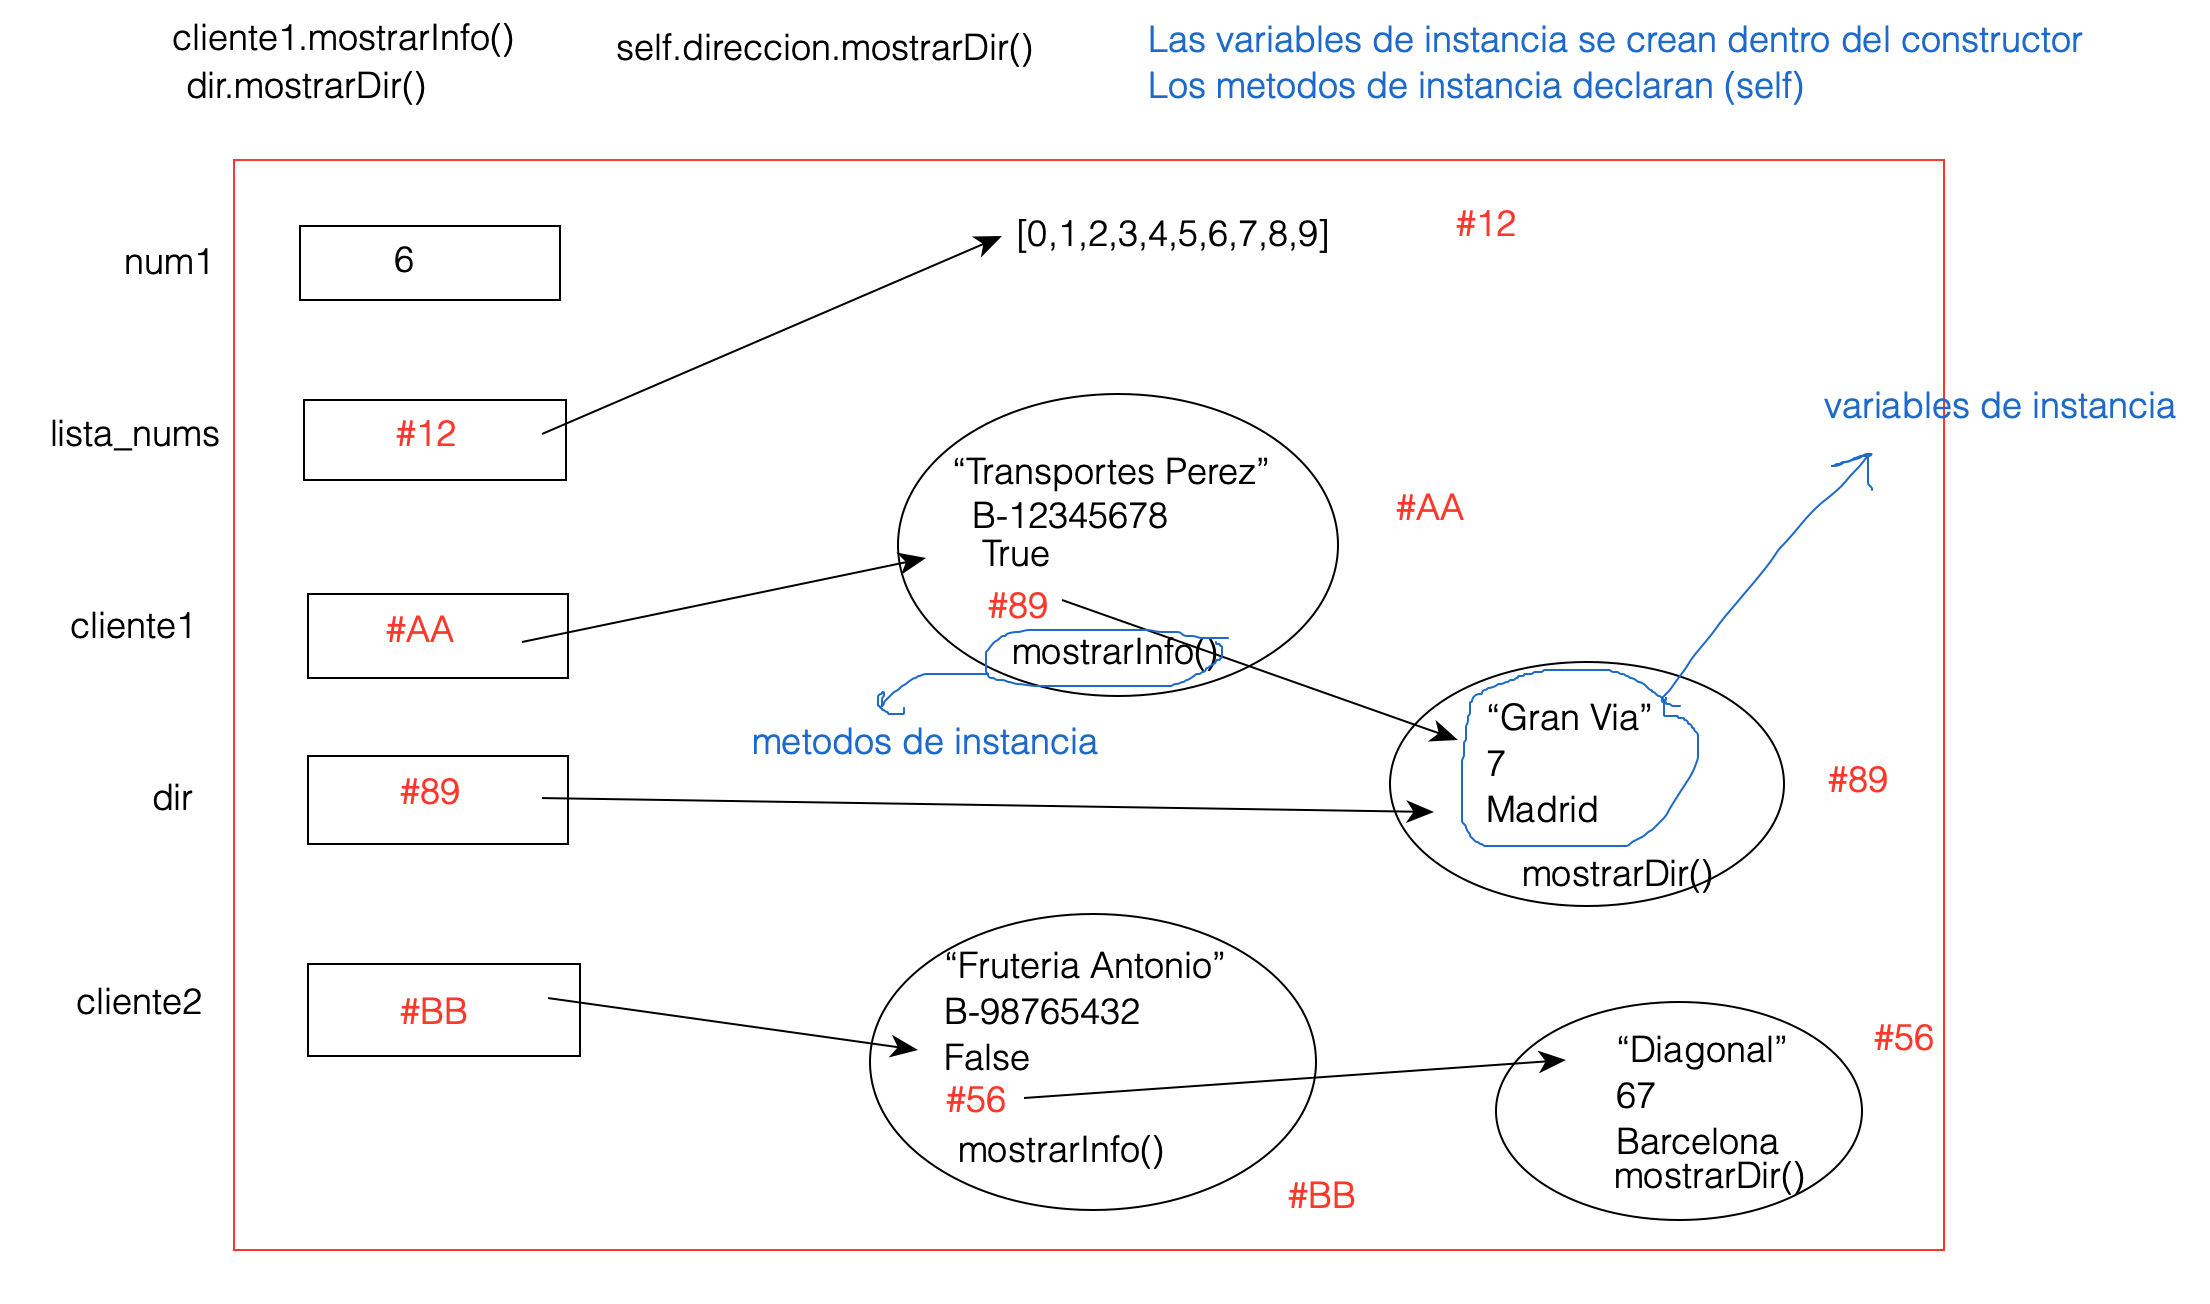 cliente1.mostrarInfo()
dir.mostrarDir()
self.direccion.mostrarDir()
Las variables de instancia se crean dentro del constructor
Los metodos de instancia declaran (self)
num1
6
[0,1,2,3,4,5,6,7,8,9]
#12
lista_nums
#12
variables de instancia
“Transportes Perez”
B-12345678
True
#89
mostrarInfo()
#AA
cliente1
#AA
metodos de instancia
“Gran Via”
7
Madrid
mostrarDir()
#89
dir
#89
cliente2
#BB
“Fruteria Antonio”
B-98765432
False
#56
mostrarInfo()
#BB
“Diagonal”
67
Barcelona
mostrarDir()
#56